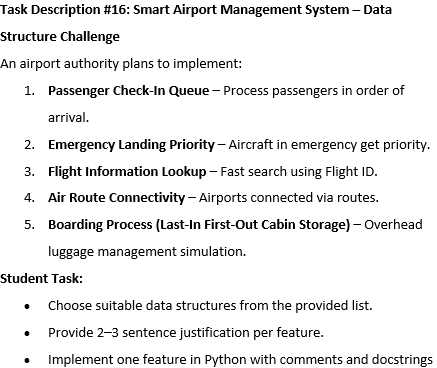 Task Description #16: Smart Airport Management System – Data
Structure Challenge
An airport authority plans to implement:
1. Passenger Check-In Queue – Process passengers in order of
arrival.
2. Emergency Landing Priority – Aircraft in emergency get priority.
3. Flight Information Lookup – Fast search using Flight ID.
4. Air Route Connectivity – Airports connected via routes.
5. Boarding Process (Last-In First-Out Cabin Storage) – Overhead
luggage management simulation.
Student Task:
• Choose suitable data structures from the provided list.
• Provide 2–3 sentence justification per feature.
• Implement one feature in Python with comments and docstrings